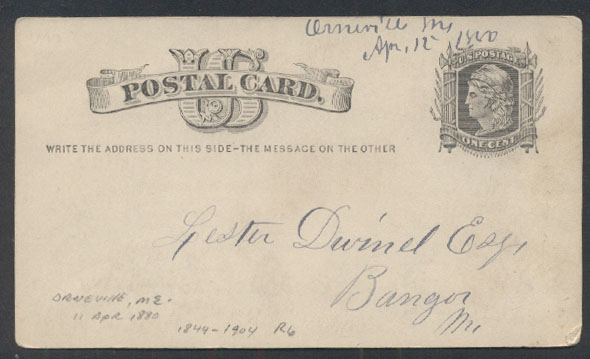 Orneville Me
Apr. 12 1880
U.S. POSTAGE
US
POSTAL CARD.
ONE CENT
WRITE THE ADDRESS ON THIS SIDE–THE MESSAGE ON THE OTHER
Lester Dwinel Esq,
Bangor
Me.
ORNEVILLE, ME.
11 APR 1880
1844-1904 R6